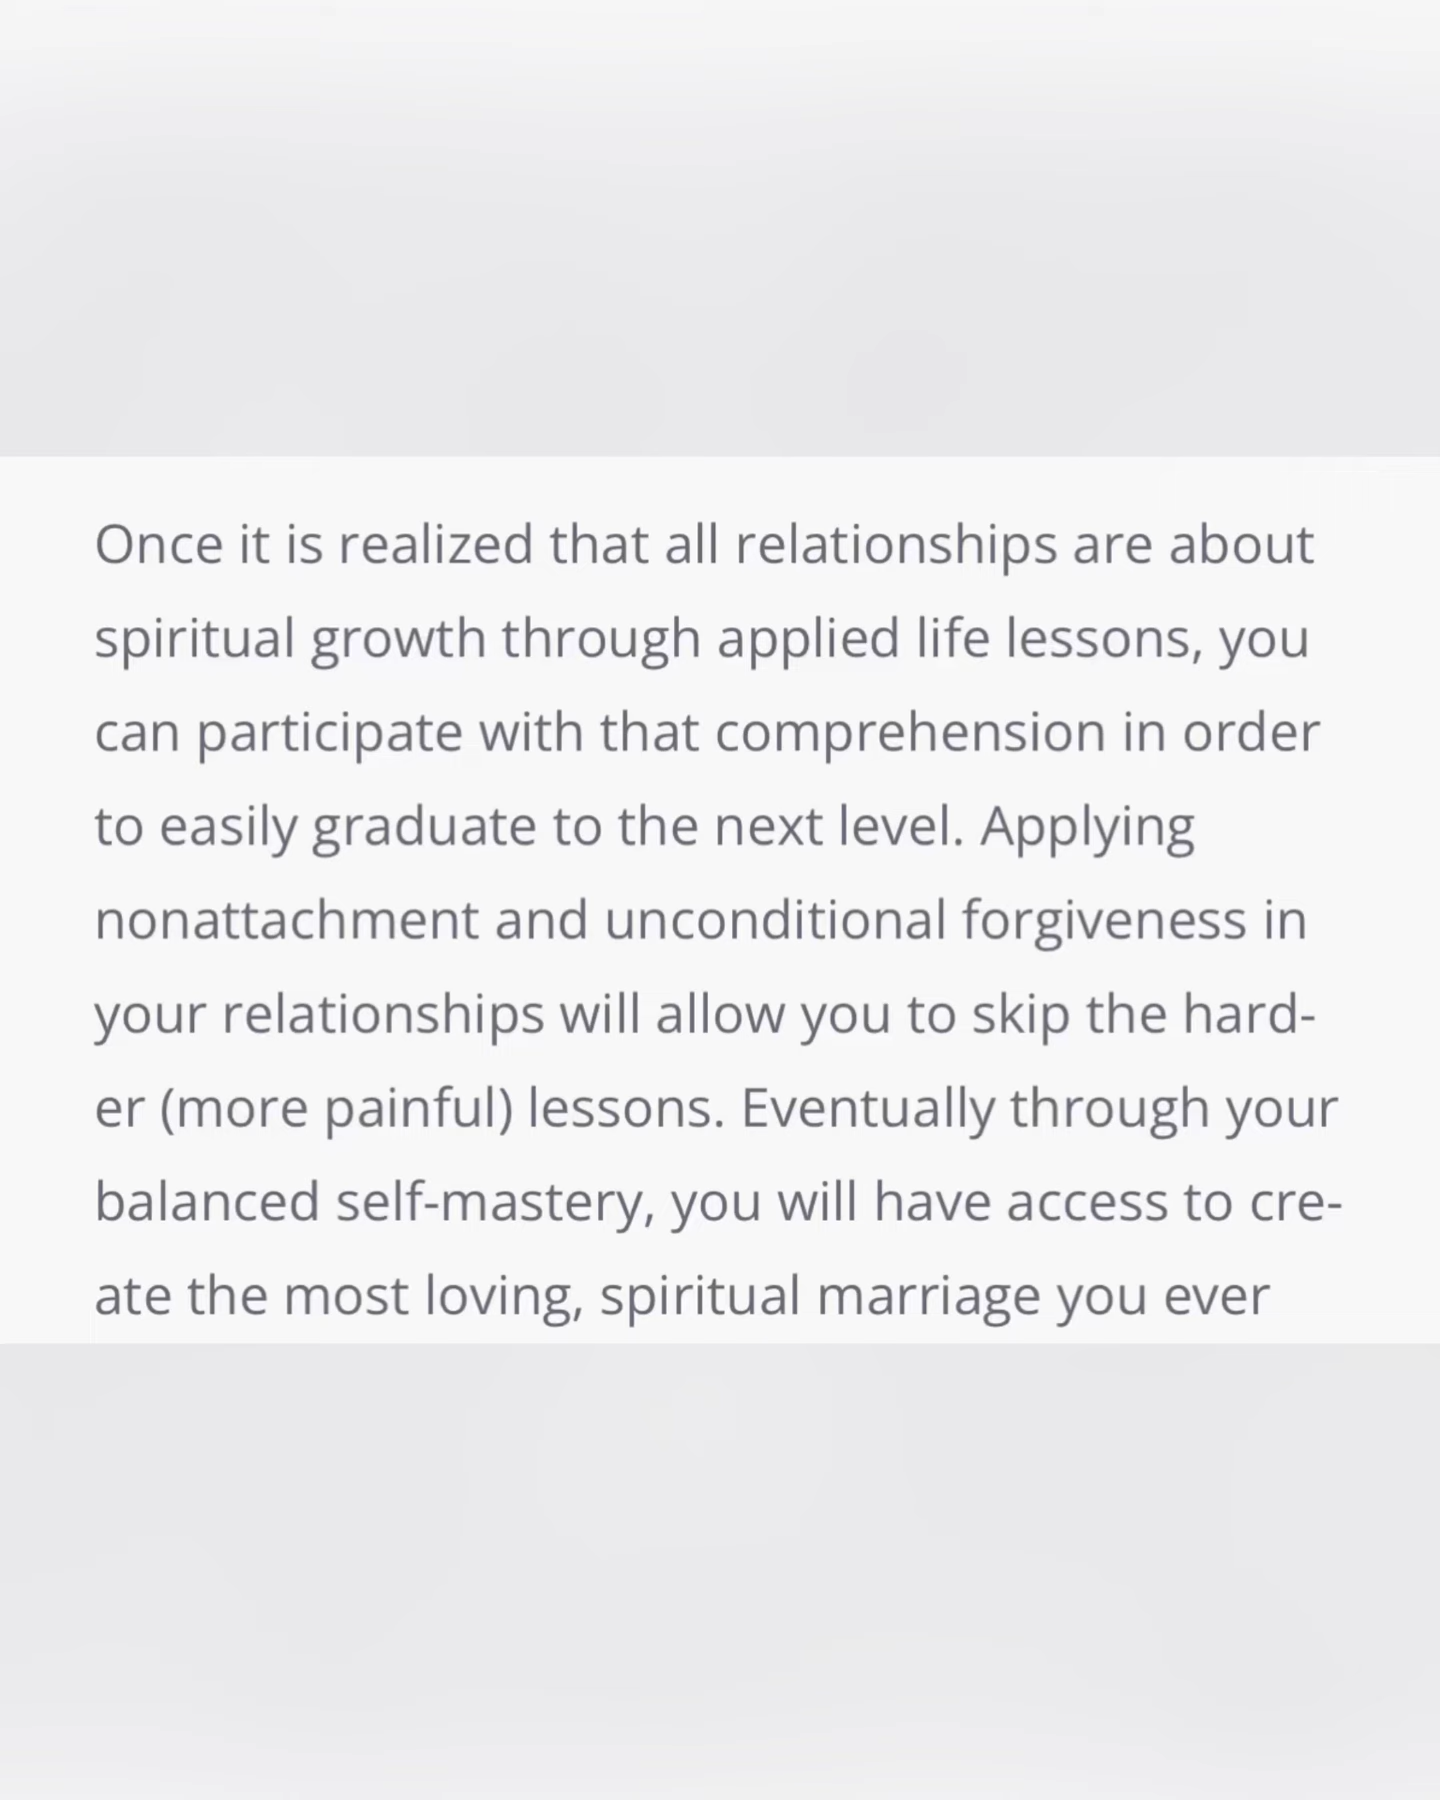 Once it is realized that all relationships are about
spiritual growth through applied life lessons, you
can participate with that comprehension in order
to easily graduate to the next level. Applying
nonattachment and unconditional forgiveness in
your relationships will allow you to skip the hard-
er (more painful) lessons. Eventually through your
balanced self-mastery, you will have access to cre-
ate the most loving, spiritual marriage you ever